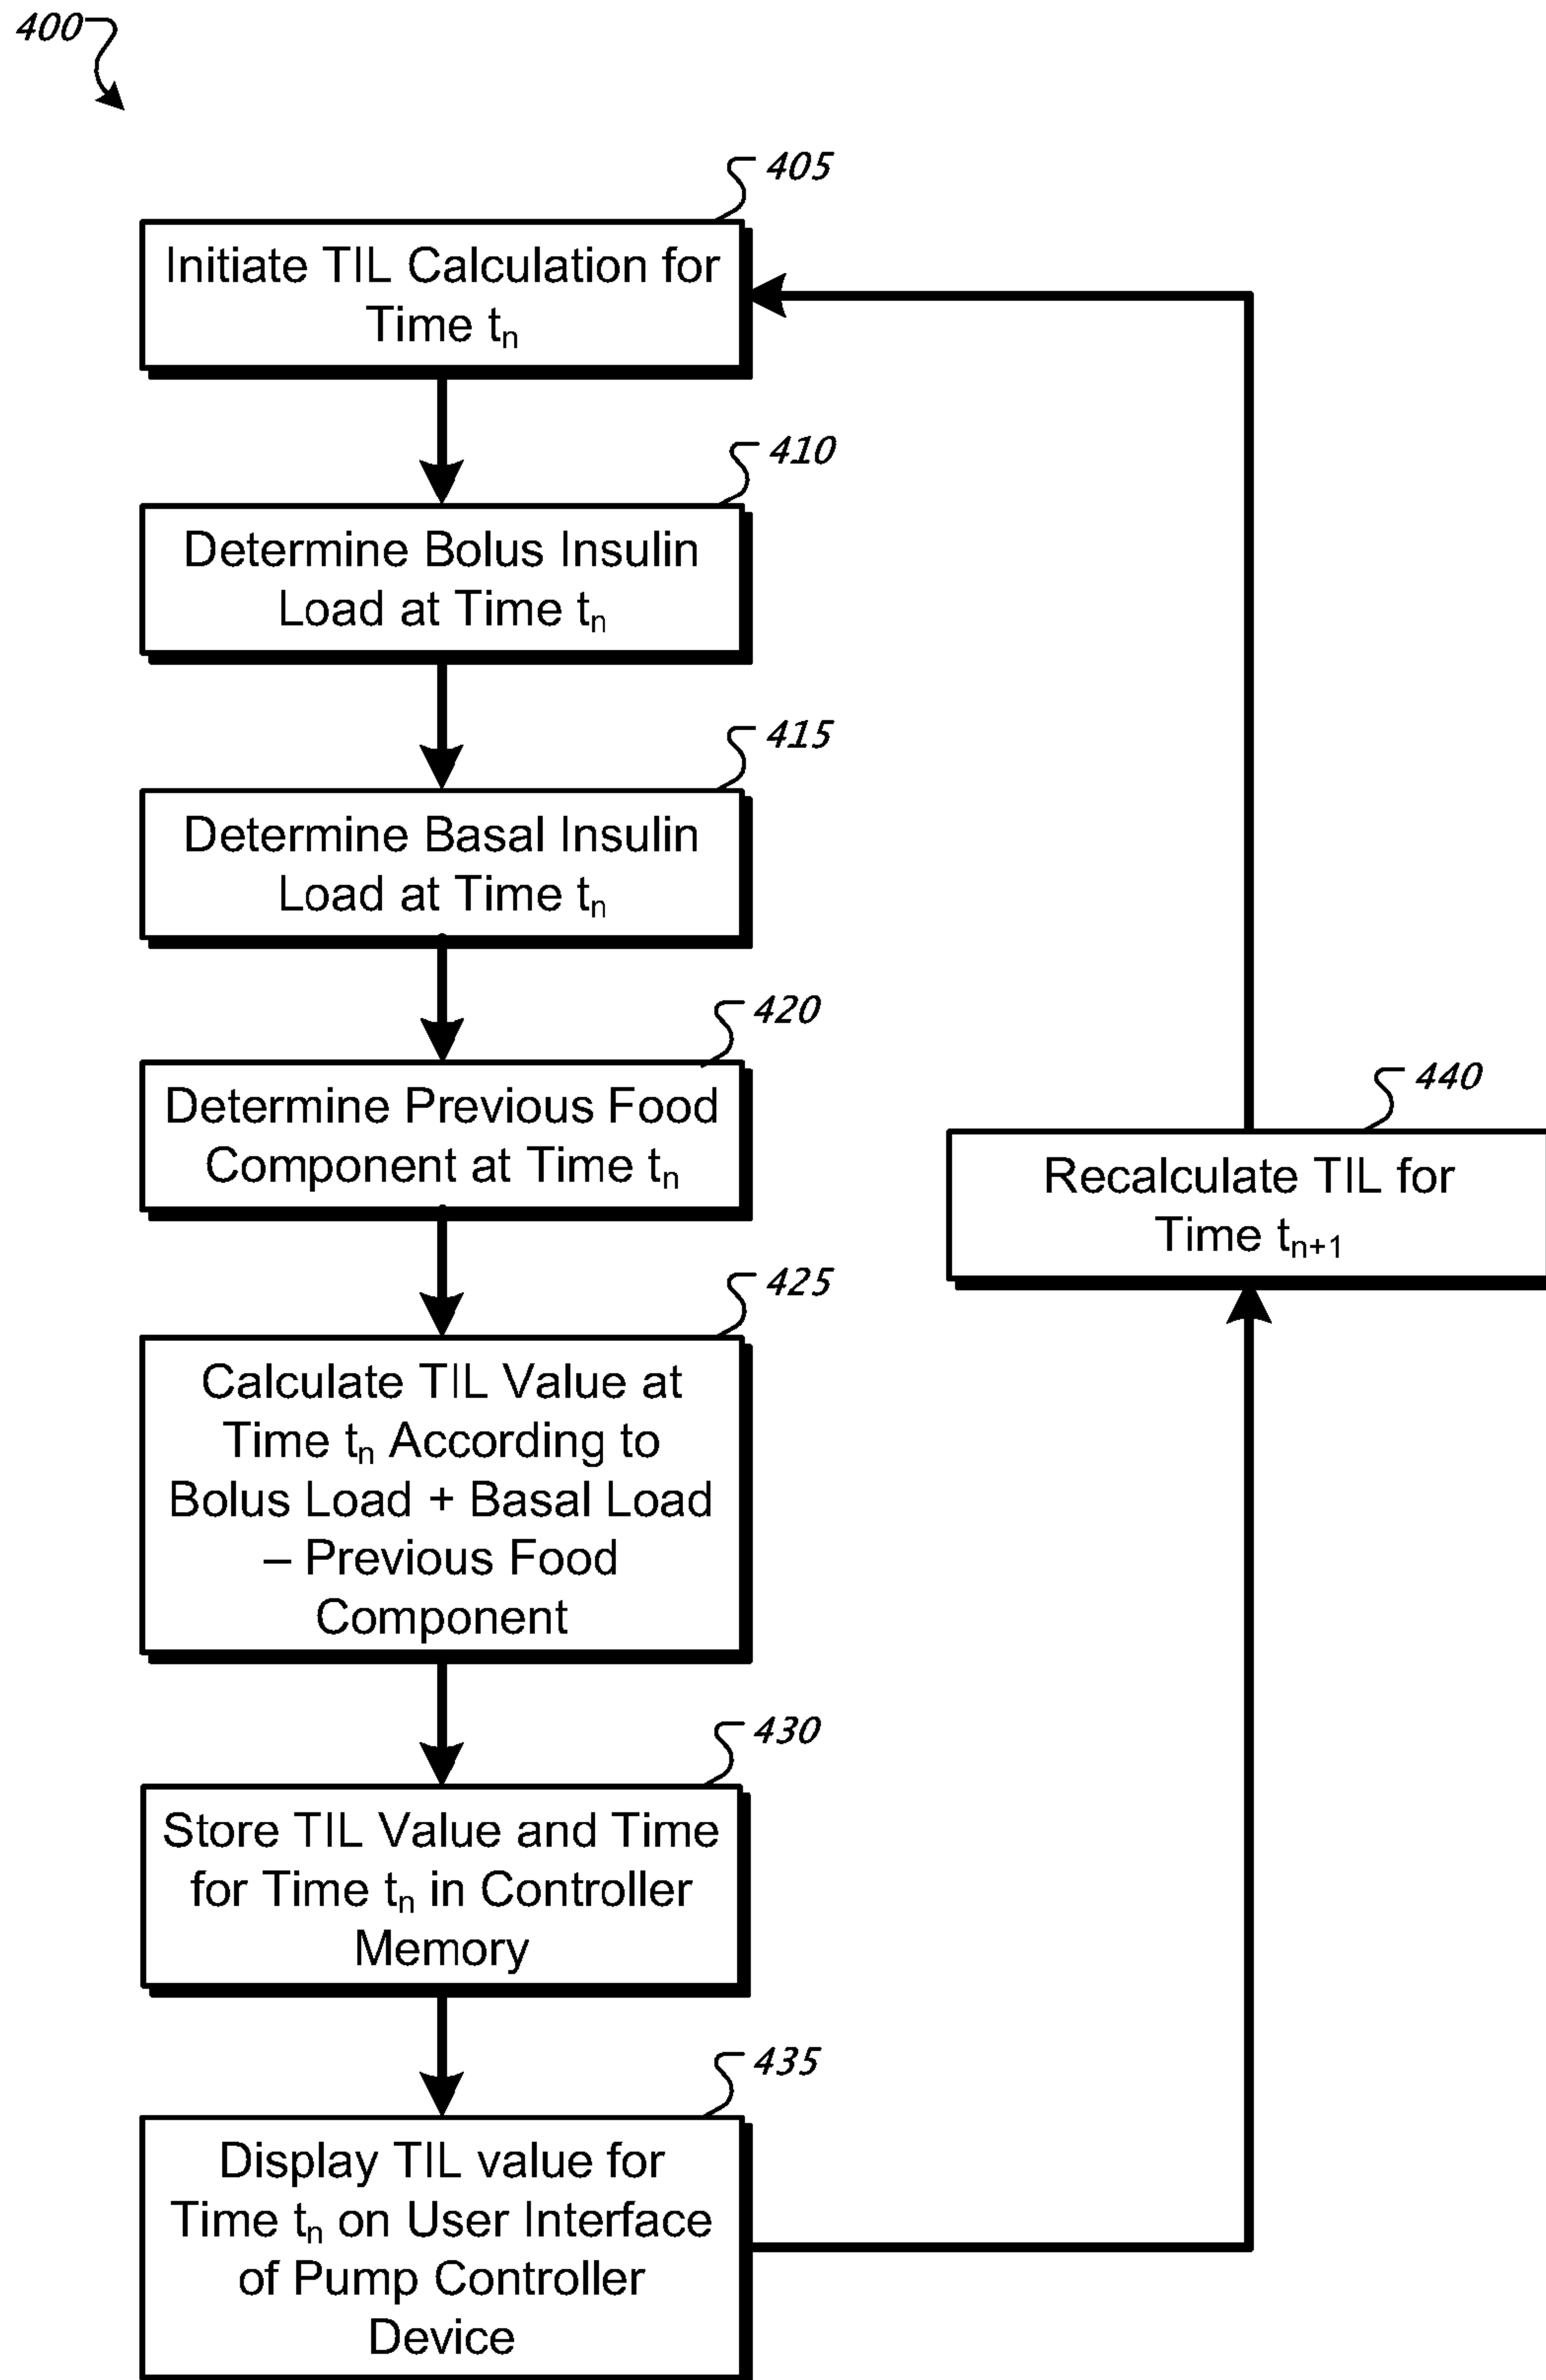 400
405
Initiate TIL Calculation for
Time tₙ
410
Determine Bolus Insulin
Load at Time tₙ
415
Determine Basal Insulin
Load at Time tₙ
420
Determine Previous Food
Component at Time tₙ
425
Calculate TIL Value at
Time tₙ According to
Bolus Load + Basal Load
– Previous Food
Component
430
Store TIL Value and Time
for Time tₙ in Controller
Memory
435
Display TIL value for
Time tₙ on User Interface
of Pump Controller
Device
440
Recalculate TIL for
Time tₙ₊₁